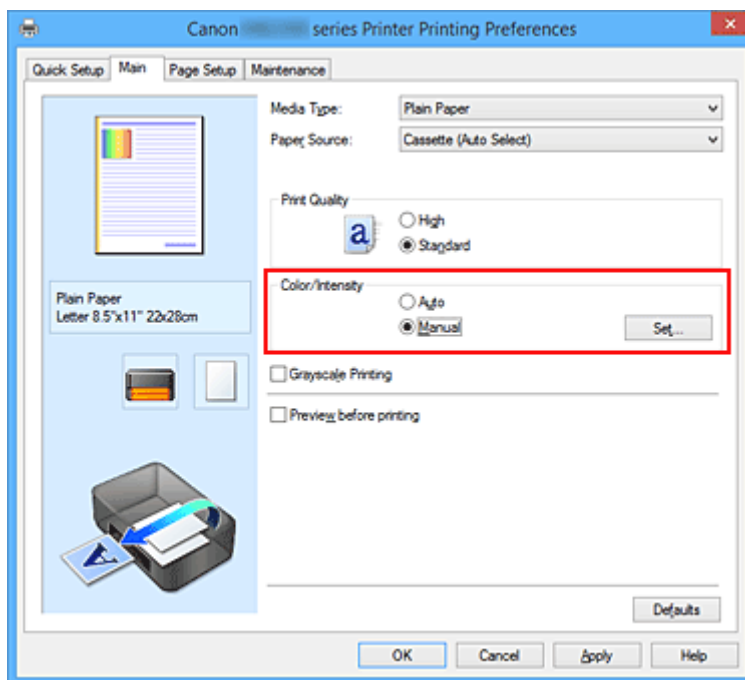 Canon series Printer Printing Preferences
Quick Setup Main Page Setup Maintenance
Media Type: Plain Paper
Paper Source: Cassette (Auto Select)
Print Quality
High
Standard
a
Color/Intensity
Auto
Manual
Set...
Plain Paper
Letter 8.5"x11" 22x28cm
Grayscale Printing
Preview before printing
A
Defaults
OK Cancel Apply Help